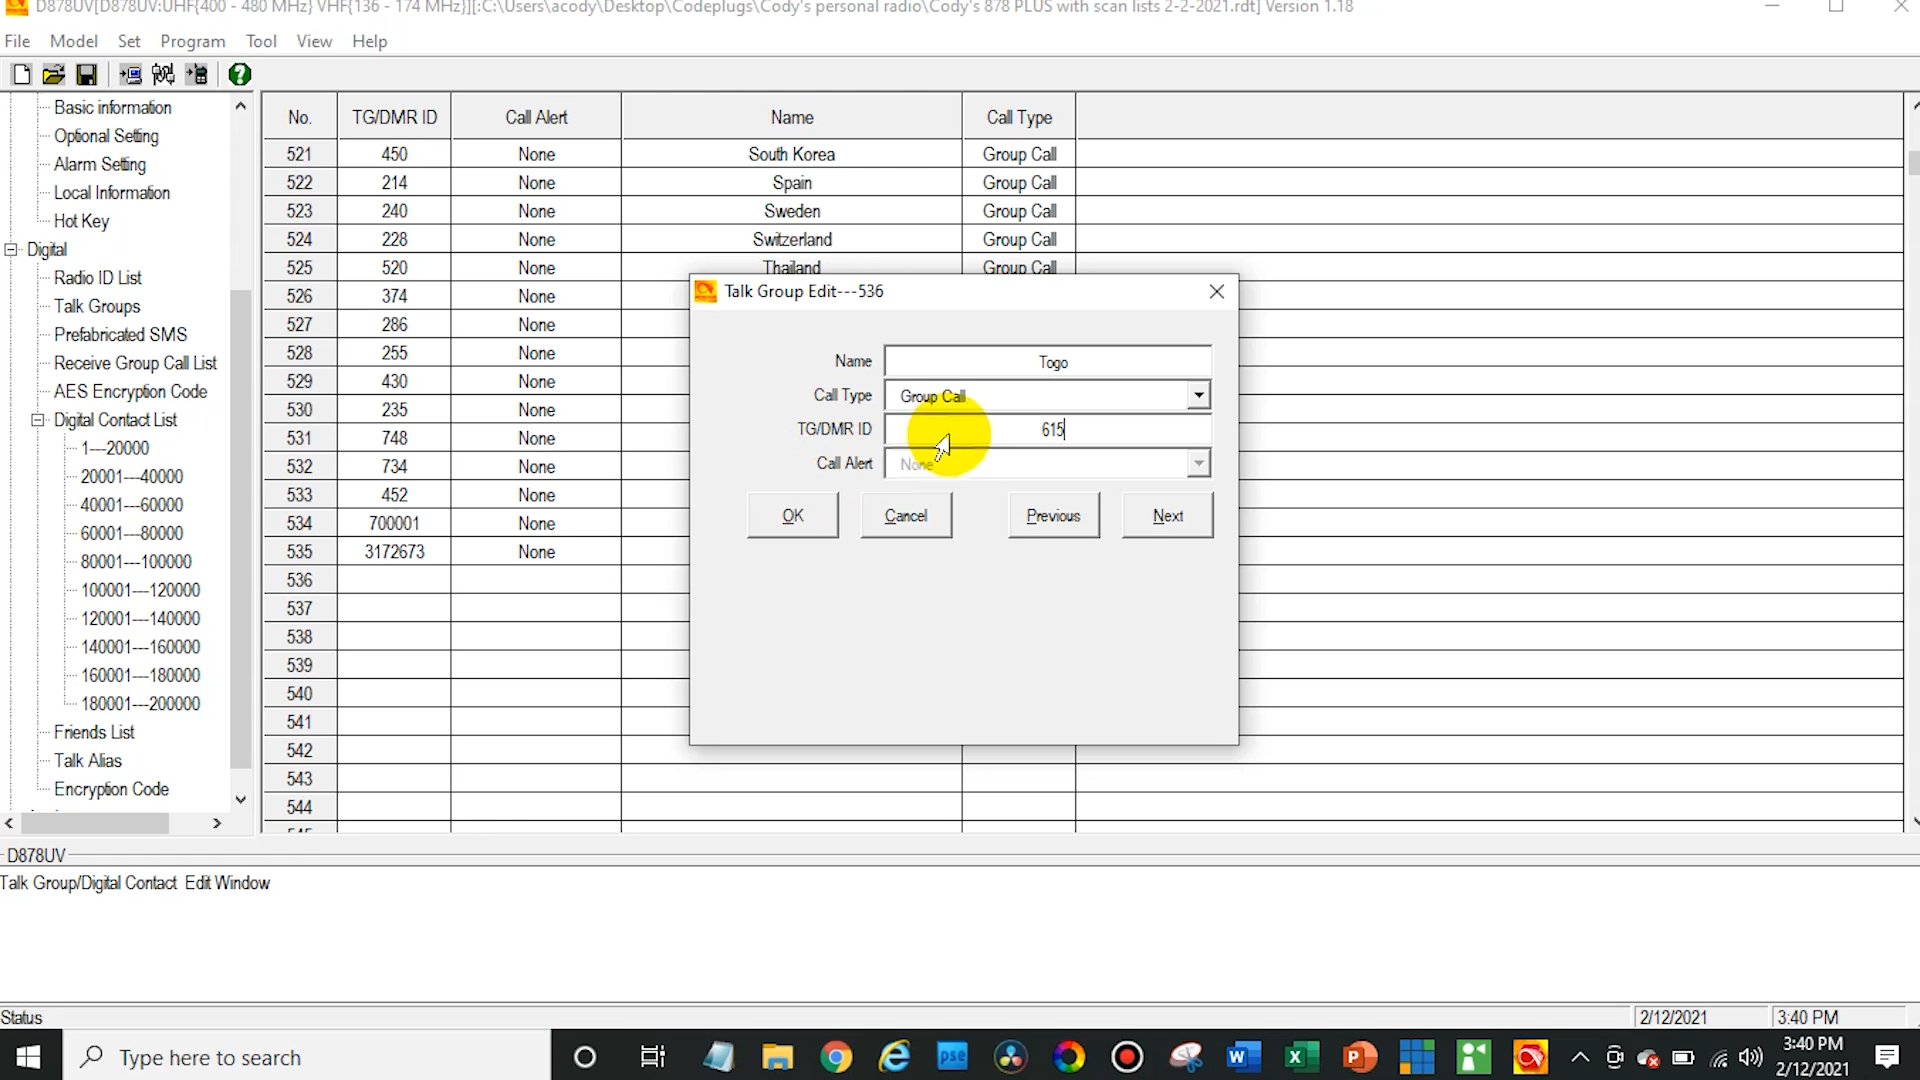 D878UV[D878UV:UHF{400 - 480 MHz} VHF{136 - 174 MHz}][:C:\Users\acody\Desktop\Codeplugs\Cody's personal radio\Cody's 878 PLUS with scan lists 2-2-2021.rdt] Version 1.18
File Model Set Program Tool View Help
Basic information
Optional Setting
Alarm Setting
Local Information
Hot Key
Digital
Radio ID List
Talk Groups
Prefabricated SMS
Receive Group Call List
AES Encryption Code
Digital Contact List
1---20000
20001---40000
40001---60000
60001---80000
80001---100000
100001---120000
120001---140000
140001---160000
160001---180000
180001---200000
Friends List
Talk Alias
Encryption Code
No. TG/DMR ID Call Alert Name Call Type
521 450 None South Korea Group Call
522 214 None Spain Group Call
523 240 None Sweden Group Call
524 228 None Switzerland Group Call
525 520 None Thailand Group Call
526 374 None
527 286 None
528 255 None
529 430 None
530 235 None
531 748 None
532 734 None
533 452 None
534 700001 None
535 3172673 None
536
537
538
539
540
541
542
543
544
Talk Group Edit---536
Name Togo
Call Type Group Call
TG/DMR ID 615
Call Alert None
OK Cancel Previous Next
D878UV
Talk Group/Digital Contact Edit Window
Status 2/12/2021 3:40 PM
Type here to search
pse
3:40 PM
2/12/2021